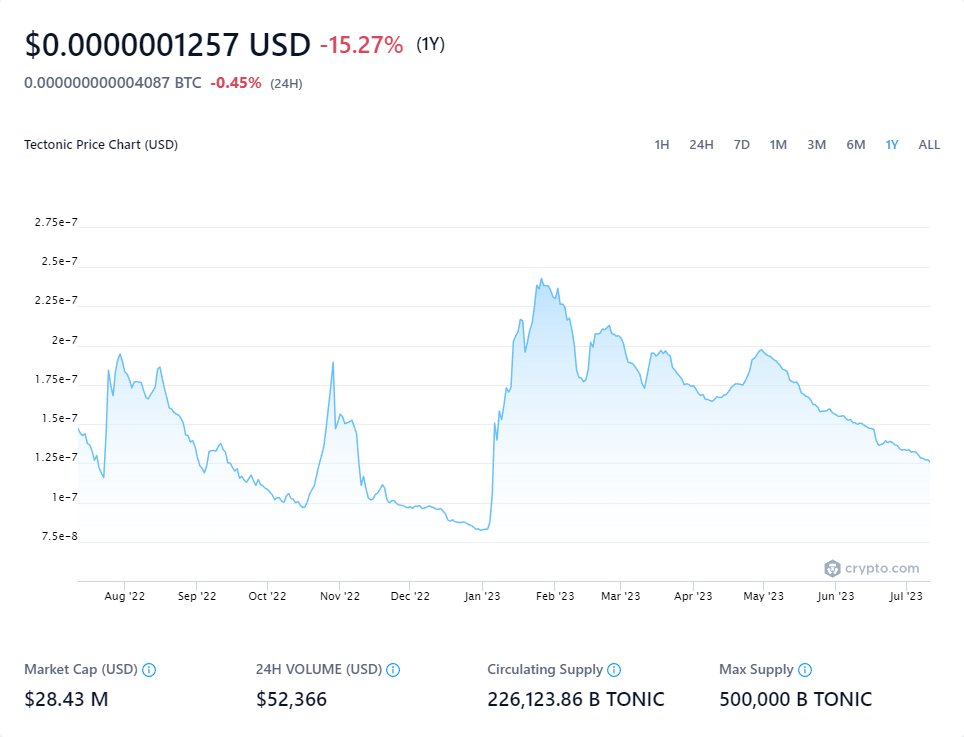 $0.0000001257 USD -15.27% (1Y)
0.000000000004087 BTC -0.45% (24H)
Tectonic Price Chart (USD) 1H 24H 7D 1M 3M 6M 1Y ALL
2.75e-7
2.5e-7
2.25e-7
2e-7
1.75e-7
1.5e-7
1.25e-7
1e-7
7.5e-8
crypto.com
Aug '22 Sep '22 Oct '22 Nov '22 Dec '22 Jan '23 Feb '23 Mar '23 Apr '23 May '23 Jun '23 Jul '23
Market Cap (USD) 24H VOLUME (USD) Circulating Supply Max Supply
$28.43 M $52,366 226,123.86 B TONIC 500,000 B TONIC